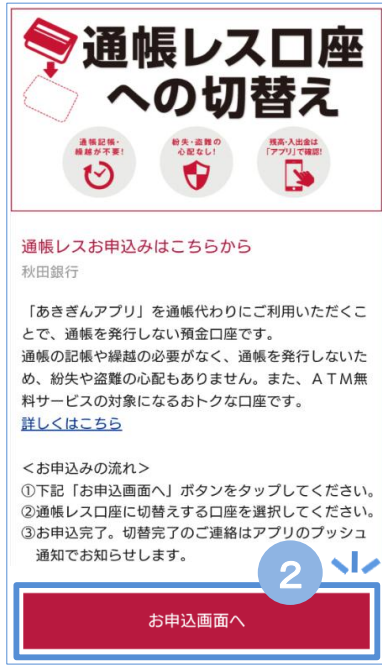 通帳レス口座
への切替え
通帳記帳・
繰越が不要!
紛失・盗難の
心配なし!
残高・入出金は
「アプリ」で確認!
通帳レスお申込みはこちらから
秋田銀行
「あきぎんアプリ」を通帳代わりにご利用いただくこ
とで、通帳を発行しない預金口座です。
通帳の記帳や繰越の必要がなく、通帳を発行しないた
め、紛失や盗難の心配もありません。また、ＡＴＭ無
料サービスの対象になるおトクな口座です。
詳しくはこちら
＜お申込みの流れ＞
①下記「お申込画面へ」ボタンをタップしてください。
②通帳レス口座に切替えする口座を選択してください。
③お申込完了。切替完了のご連絡はアプリのプッシュ
通知でお知らせします。
2
お申込画面へ